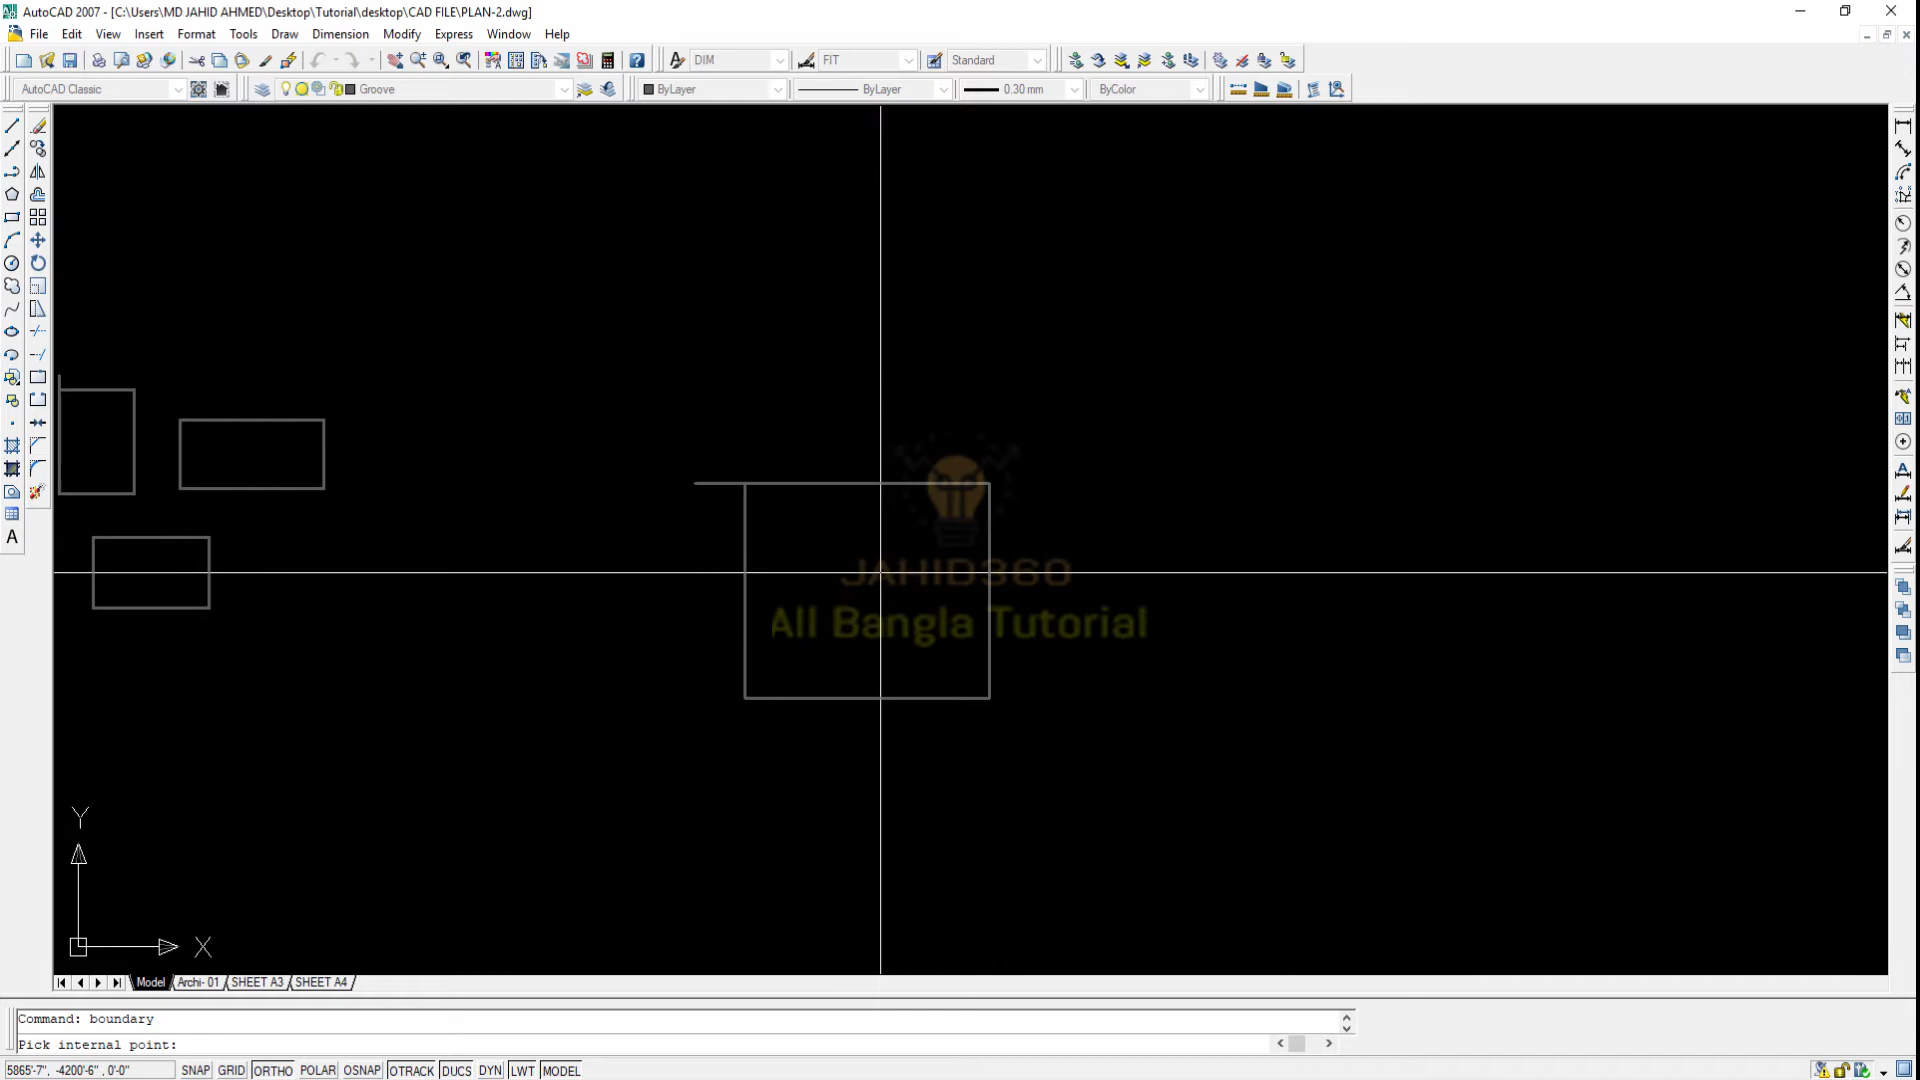 AutoCAD 2007 - [C:\Users\MD JAHID AHMED\Desktop\Tutorial\desktop\CAD FILE\PLAN-2.dwg]
File Edit View Insert Format Tools Draw Dimension Modify Express Window Help
DIM FIT Standard
AutoCAD Classic Groove ByLayer ByLayer 0.30 mm ByColor
JAHID360
All Bangla Tutorial
Y
X
Model Archi- 01 SHEET A3 SHEET A4
Command: boundary
Pick internal point:
5865'-7", -4200'-6" , 0'-0" SNAP GRID ORTHO POLAR OSNAP OTRACK DUCS DYN LWT MODEL